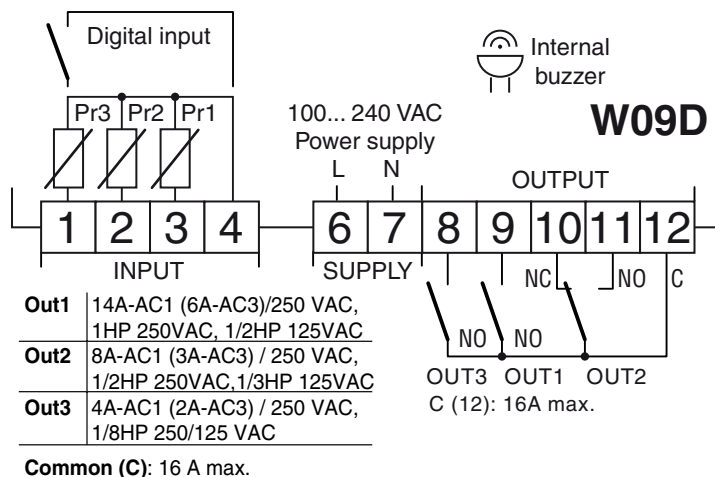 Digital input
Internal
buzzer
W09D
Pr3 Pr2 Pr1
100... 240 VAC
Power supply
L N
OUTPUT
1 2 3 4 6 7 8 9 10 11 12
INPUT
SUPPLY
NC NO C
NO NO
OUT3 OUT1 OUT2
C (12): 16A max.
Out1 14A-AC1 (6A-AC3)/250 VAC,
1HP 250VAC, 1/2HP 125VAC
Out2 8A-AC1 (3A-AC3) / 250 VAC,
1/2HP 250VAC,1/3HP 125VAC
Out3 4A-AC1 (2A-AC3) / 250 VAC,
1/8HP 250/125 VAC
Common (C): 16 A max.